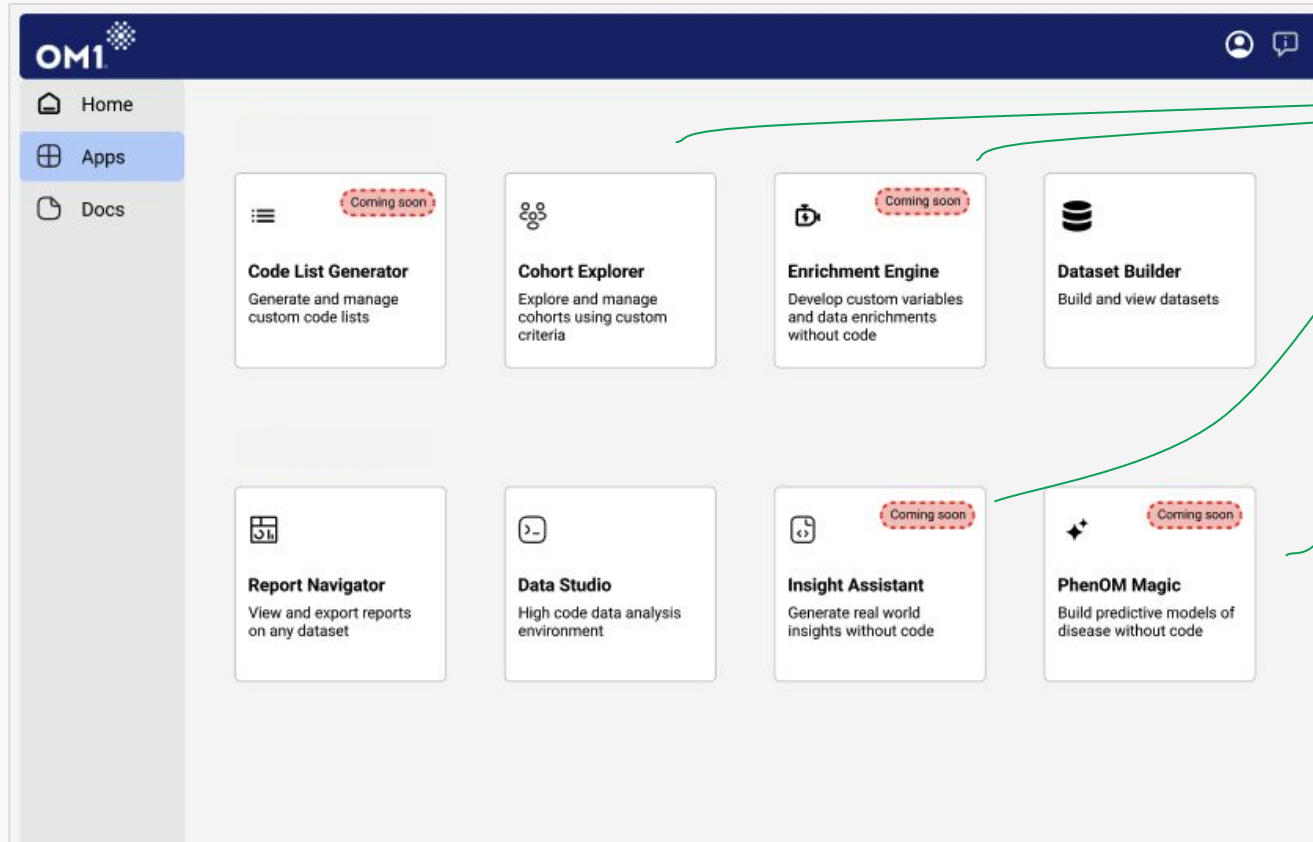 OM1
Home
Apps
Docs
Coming soon
Code List Generator
Generate and manage
custom code lists
Cohort Explorer
Explore and manage
cohorts using custom
criteria
Coming soon
Enrichment Engine
Develop custom variables
and data enrichments
without code
Dataset Builder
Build and view datasets
Report Navigator
View and export reports
on any dataset
Data Studio
High code data analysis
environment
Coming soon
Insight Assistant
Generate real world
insights without code
Coming soon
PhenOM Magic
Build predictive models of
disease without code